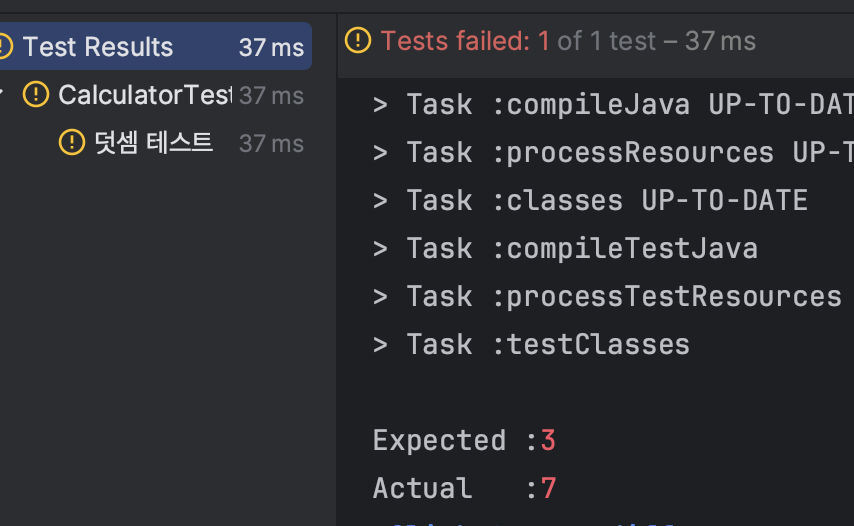 Test Results 37 ms
CalculatorTest 37 ms
덧셈 테스트 37 ms
Tests failed: 1 of 1 test – 37 ms
> Task :compileJava UP-TO-DAT
> Task :processResources UP-T
> Task :classes UP-TO-DATE
> Task :compileTestJava
> Task :processTestResources
> Task :testClasses
Expected :3
Actual :7